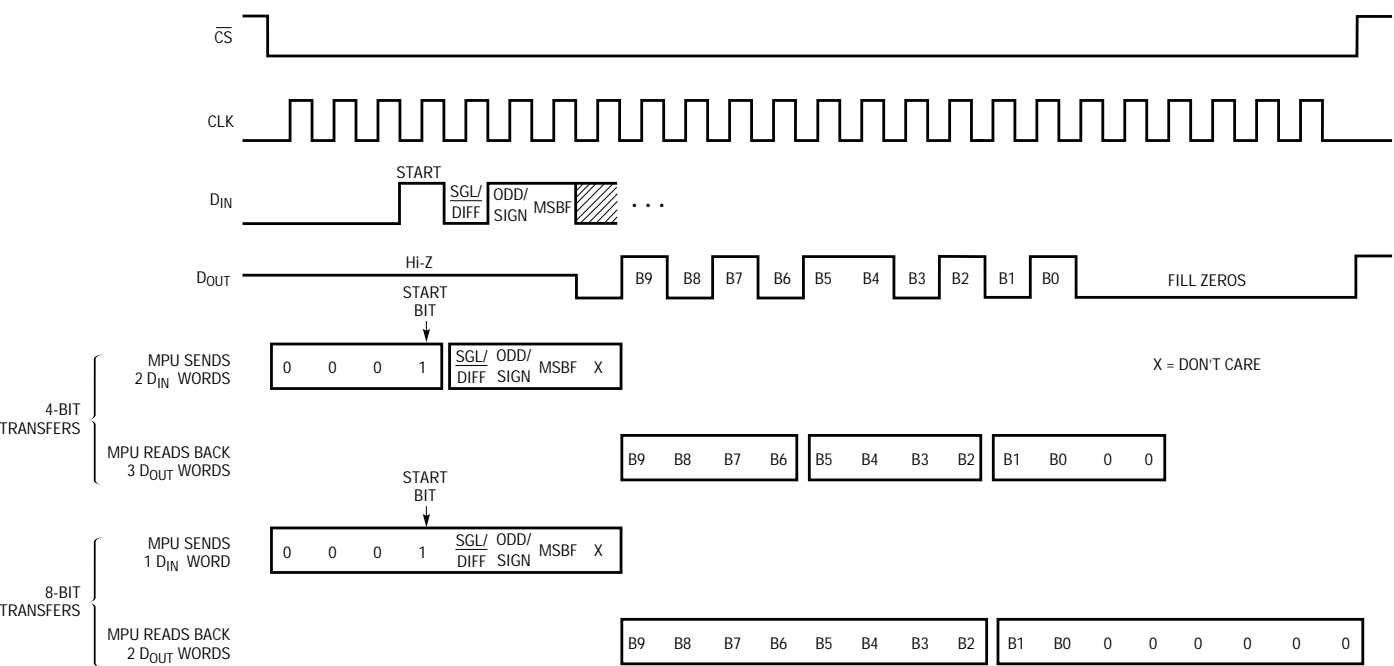 CS
CLK
START
DIN
SGL/
DIFF
ODD/
SIGN
MSBF
. . .
DOUT
Hi-Z
B9 B8 B7 B6 B5 B4 B3 B2 B1 B0 FILL ZEROS
START
BIT
MPU SENDS
2 DIN WORDS
0 0 0 1
SGL/
DIFF
ODD/
SIGN
MSBF X
X = DON'T CARE
4-BIT
TRANSFERS
MPU READS BACK
3 DOUT WORDS
B9 B8 B7 B6 B5 B4 B3 B2 B1 B0 0 0
START
BIT
MPU SENDS
1 DIN WORD
0 0 0 1
SGL/
DIFF
ODD/
SIGN
MSBF X
8-BIT
TRANSFERS
MPU READS BACK
2 DOUT WORDS
B9 B8 B7 B6 B5 B4 B3 B2 B1 B0 0 0 0 0 0 0